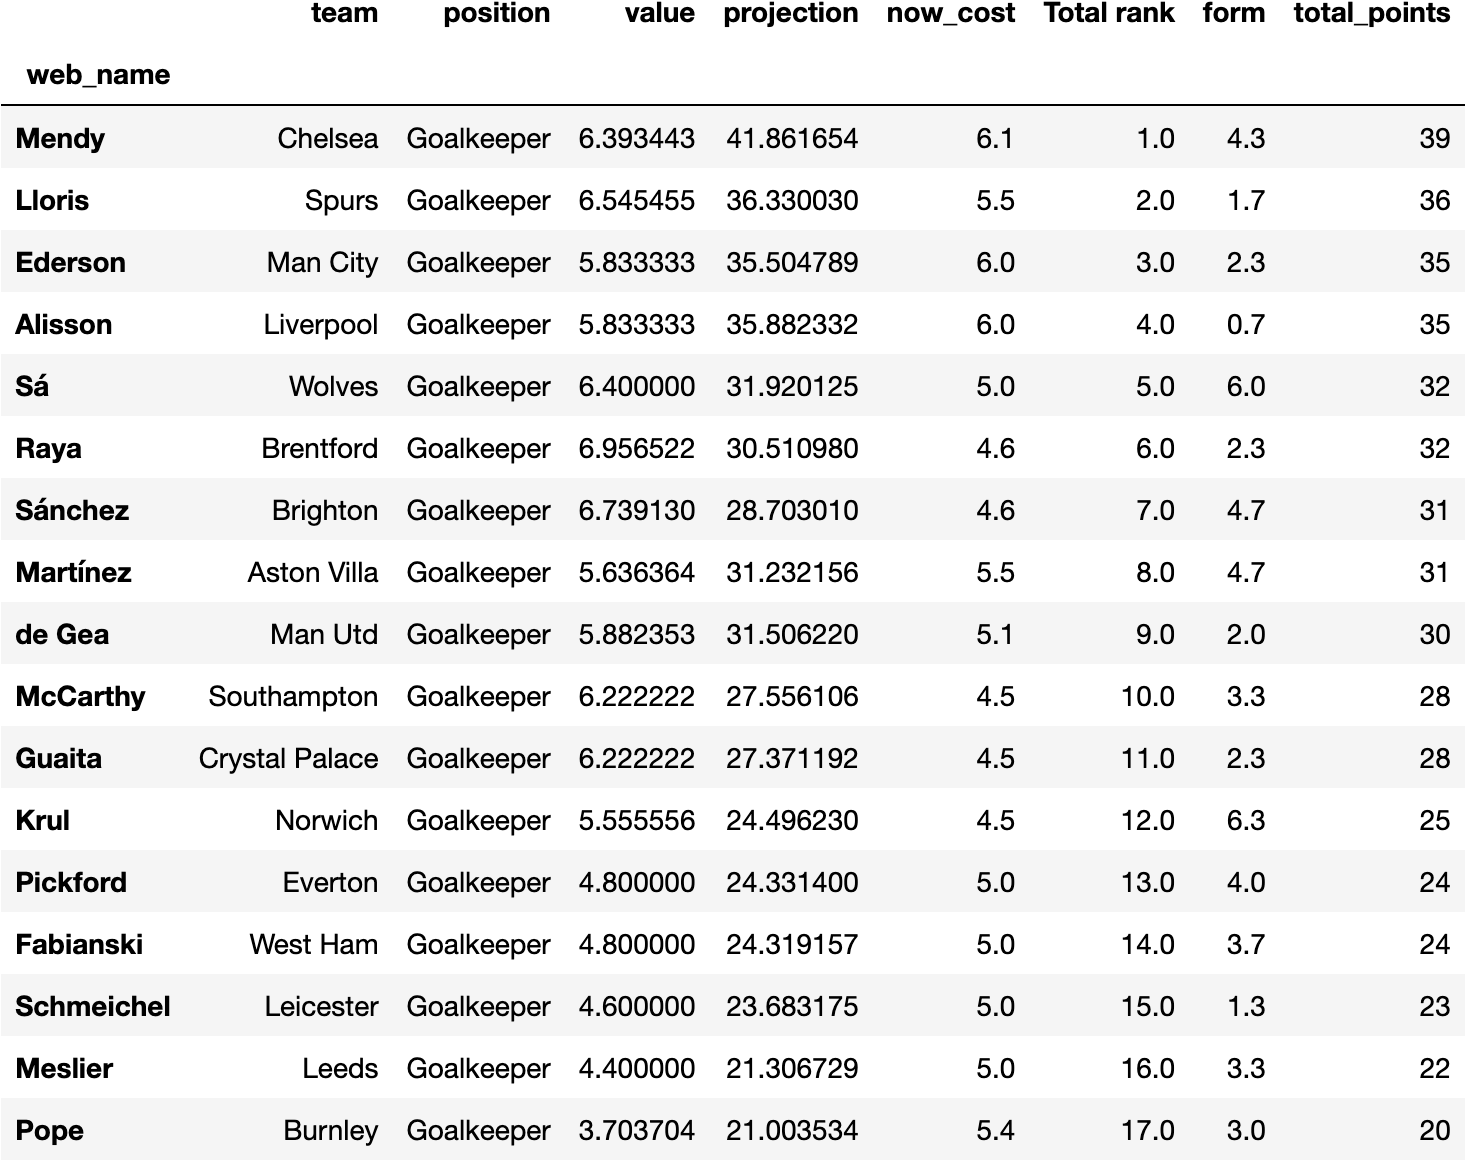 team position value projection now_cost Total rank form total_points
web_name
Mendy Chelsea Goalkeeper 6.393443 41.861654 6.1 1.0 4.3 39
Lloris Spurs Goalkeeper 6.545455 36.330030 5.5 2.0 1.7 36
Ederson Man City Goalkeeper 5.833333 35.504789 6.0 3.0 2.3 35
Alisson Liverpool Goalkeeper 5.833333 35.882332 6.0 4.0 0.7 35
Sá Wolves Goalkeeper 6.400000 31.920125 5.0 5.0 6.0 32
Raya Brentford Goalkeeper 6.956522 30.510980 4.6 6.0 2.3 32
Sánchez Brighton Goalkeeper 6.739130 28.703010 4.6 7.0 4.7 31
Martínez Aston Villa Goalkeeper 5.636364 31.232156 5.5 8.0 4.7 31
de Gea Man Utd Goalkeeper 5.882353 31.506220 5.1 9.0 2.0 30
McCarthy Southampton Goalkeeper 6.222222 27.556106 4.5 10.0 3.3 28
Guaita Crystal Palace Goalkeeper 6.222222 27.371192 4.5 11.0 2.3 28
Krul Norwich Goalkeeper 5.555556 24.496230 4.5 12.0 6.3 25
Pickford Everton Goalkeeper 4.800000 24.331400 5.0 13.0 4.0 24
Fabianski West Ham Goalkeeper 4.800000 24.319157 5.0 14.0 3.7 24
Schmeichel Leicester Goalkeeper 4.600000 23.683175 5.0 15.0 1.3 23
Meslier Leeds Goalkeeper 4.400000 21.306729 5.0 16.0 3.3 22
Pope Burnley Goalkeeper 3.703704 21.003534 5.4 17.0 3.0 20